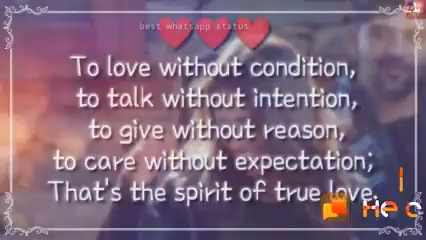 best whatsapp status
To love without condition,
to talk without intention,
to give without reason,
to care without expectation;
That's the spirit of true love.